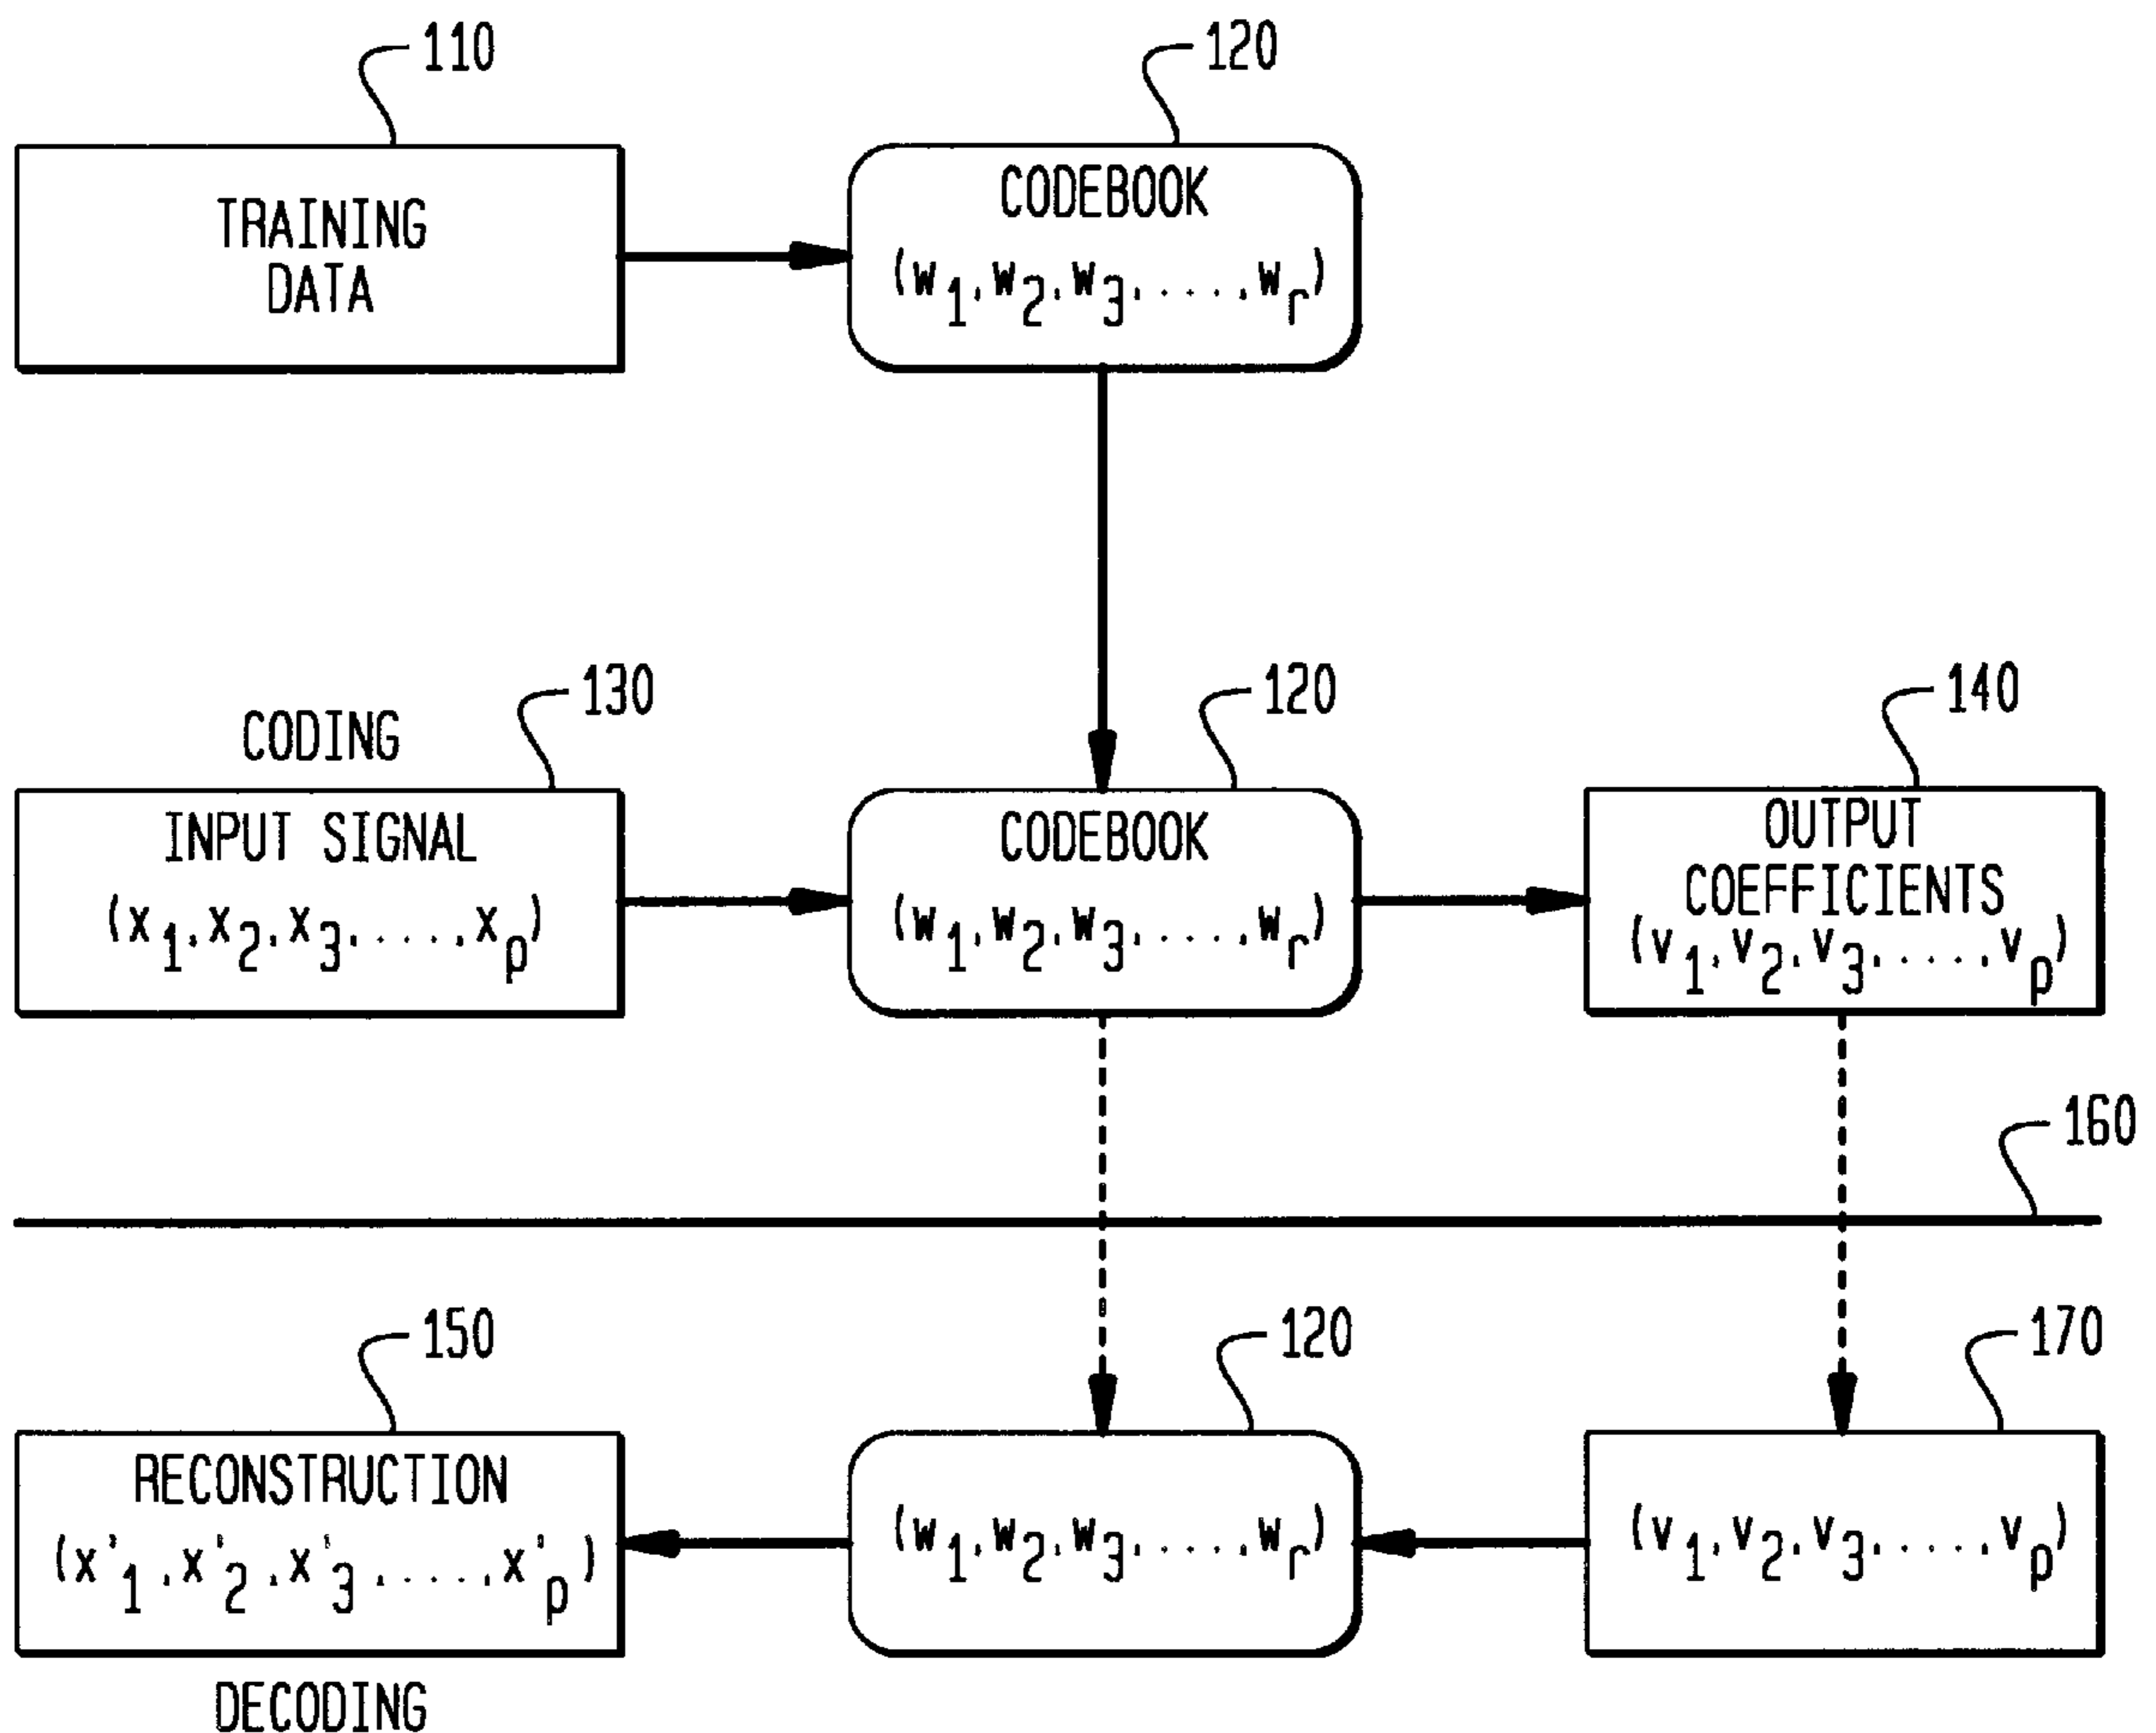 110
120
TRAINING
DATA
CODEBOOK
(w1,w2,w3,....,wr)
CODING
130
120
140
INPUT SIGNAL
(x1,x2,x3,....,xp)
CODEBOOK
(w1,w2,w3,....,wr)
OUTPUT
COEFFICIENTS
(v1,v2,v3,....,vp)
160
150
120
170
RECONSTRUCTION
(x'1,x'2,x'3,....,x'p)
(w1,w2,w3,....,wr)
(v1,v2,v3,....,vp)
DECODING